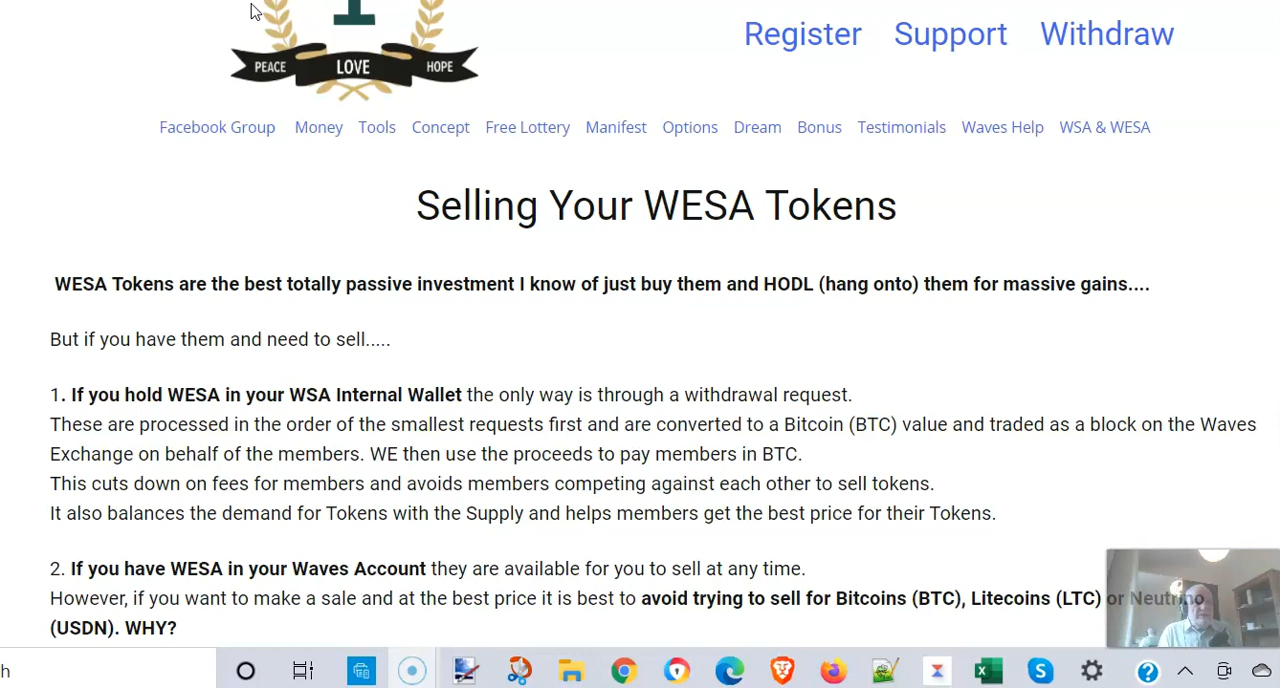 PEACE LOVE HOPE
Register Support Withdraw
Facebook Group Money Tools Concept Free Lottery Manifest Options Dream Bonus Testimonials Waves Help WSA & WESA
Selling Your WESA Tokens
WESA Tokens are the best totally passive investment I know of just buy them and HODL (hang onto) them for massive gains....
But if you have them and need to sell.....
1. If you hold WESA in your WSA Internal Wallet the only way is through a withdrawal request.
These are processed in the order of the smallest requests first and are converted to a Bitcoin (BTC) value and traded as a block on the Waves
Exchange on behalf of the members. WE then use the proceeds to pay members in BTC.
This cuts down on fees for members and avoids members competing against each other to sell tokens.
It also balances the demand for Tokens with the Supply and helps members get the best price for their Tokens.
2. If you have WESA in your Waves Account they are available for you to sell at any time.
However, if you want to make a sale and at the best price it is best to avoid trying to sell for Bitcoins (BTC), Litecoins (LTC) or Neutrino
(USDN). WHY?
h